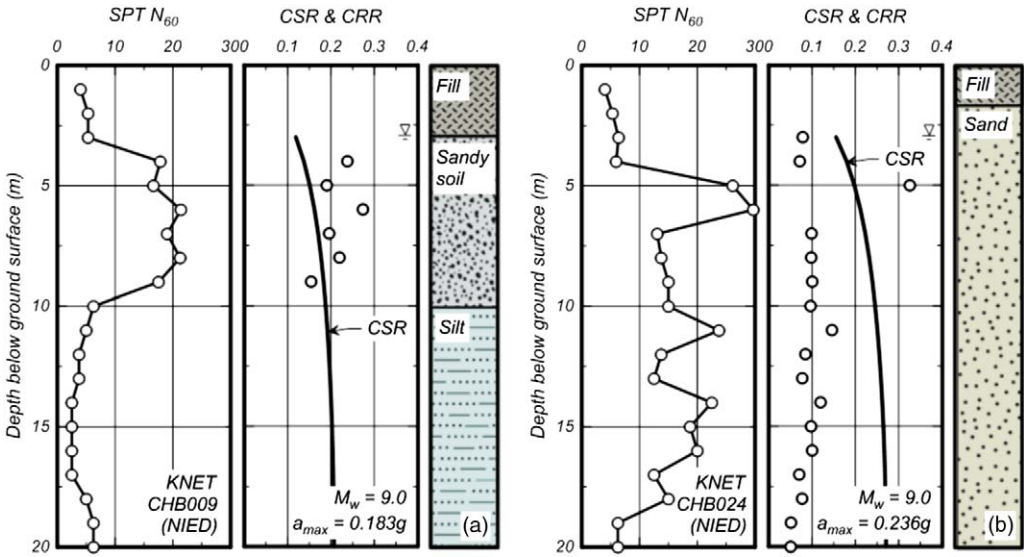 SPT N60 CSR & CRR SPT N60 CSR & CRR
0 10 20 300 0.1 0.2 0.3 0.4 0 10 20 300 0.1 0.2 0.3 0.4
0
5
10
15
20
Depth below ground surface (m)
Fill
Sandy
soil
Silt
CSR
KNET
CHB009
(NIED)
Mw = 9.0
amax = 0.183g
(a)
0
5
10
15
20
Depth below ground surface (m)
Fill
Sand
CSR
KNET
CHB024
(NIED)
Mw = 9.0
amax = 0.236g
(b)